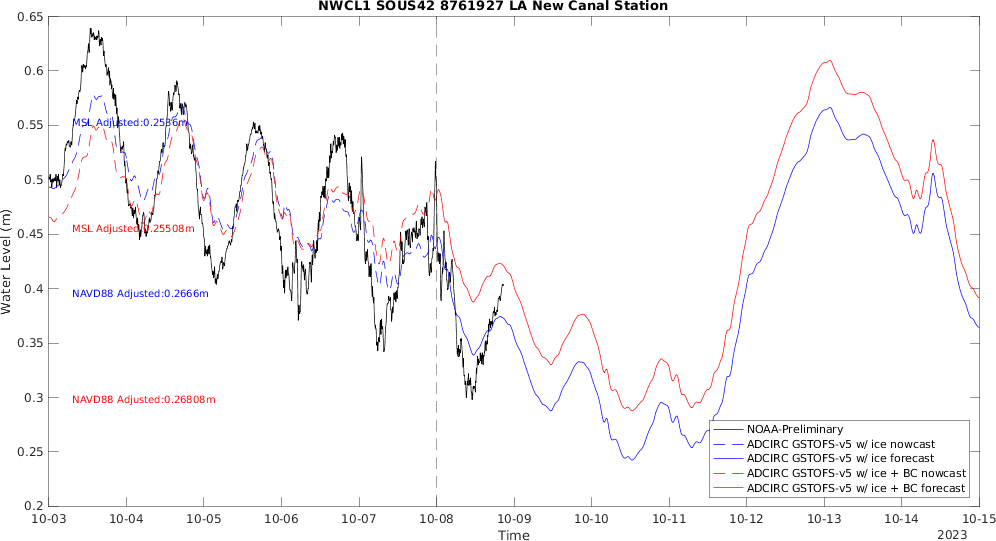 NWCL1 SOUS42 8761927 LA New Canal Station
0.65
0.6
0.55
0.5
0.45
0.4
0.35
0.3
0.25
0.2
Water Level (m)
MSL Adjusted:0.2536m
MSL Adjusted:0.25508m
NAVD88 Adjusted:0.2666m
NAVD88 Adjusted:0.26808m
NOAA-Preliminary
ADCIRC GSTOFS-v5 w/ ice nowcast
ADCIRC GSTOFS-v5 w/ ice forecast
ADCIRC GSTOFS-v5 w/ ice + BC nowcast
ADCIRC GSTOFS-v5 w/ ice + BC forecast
10-03 10-04 10-05 10-06 10-07 10-08 10-09 10-10 10-11 10-12 10-13 10-14 10-15
Time
2023